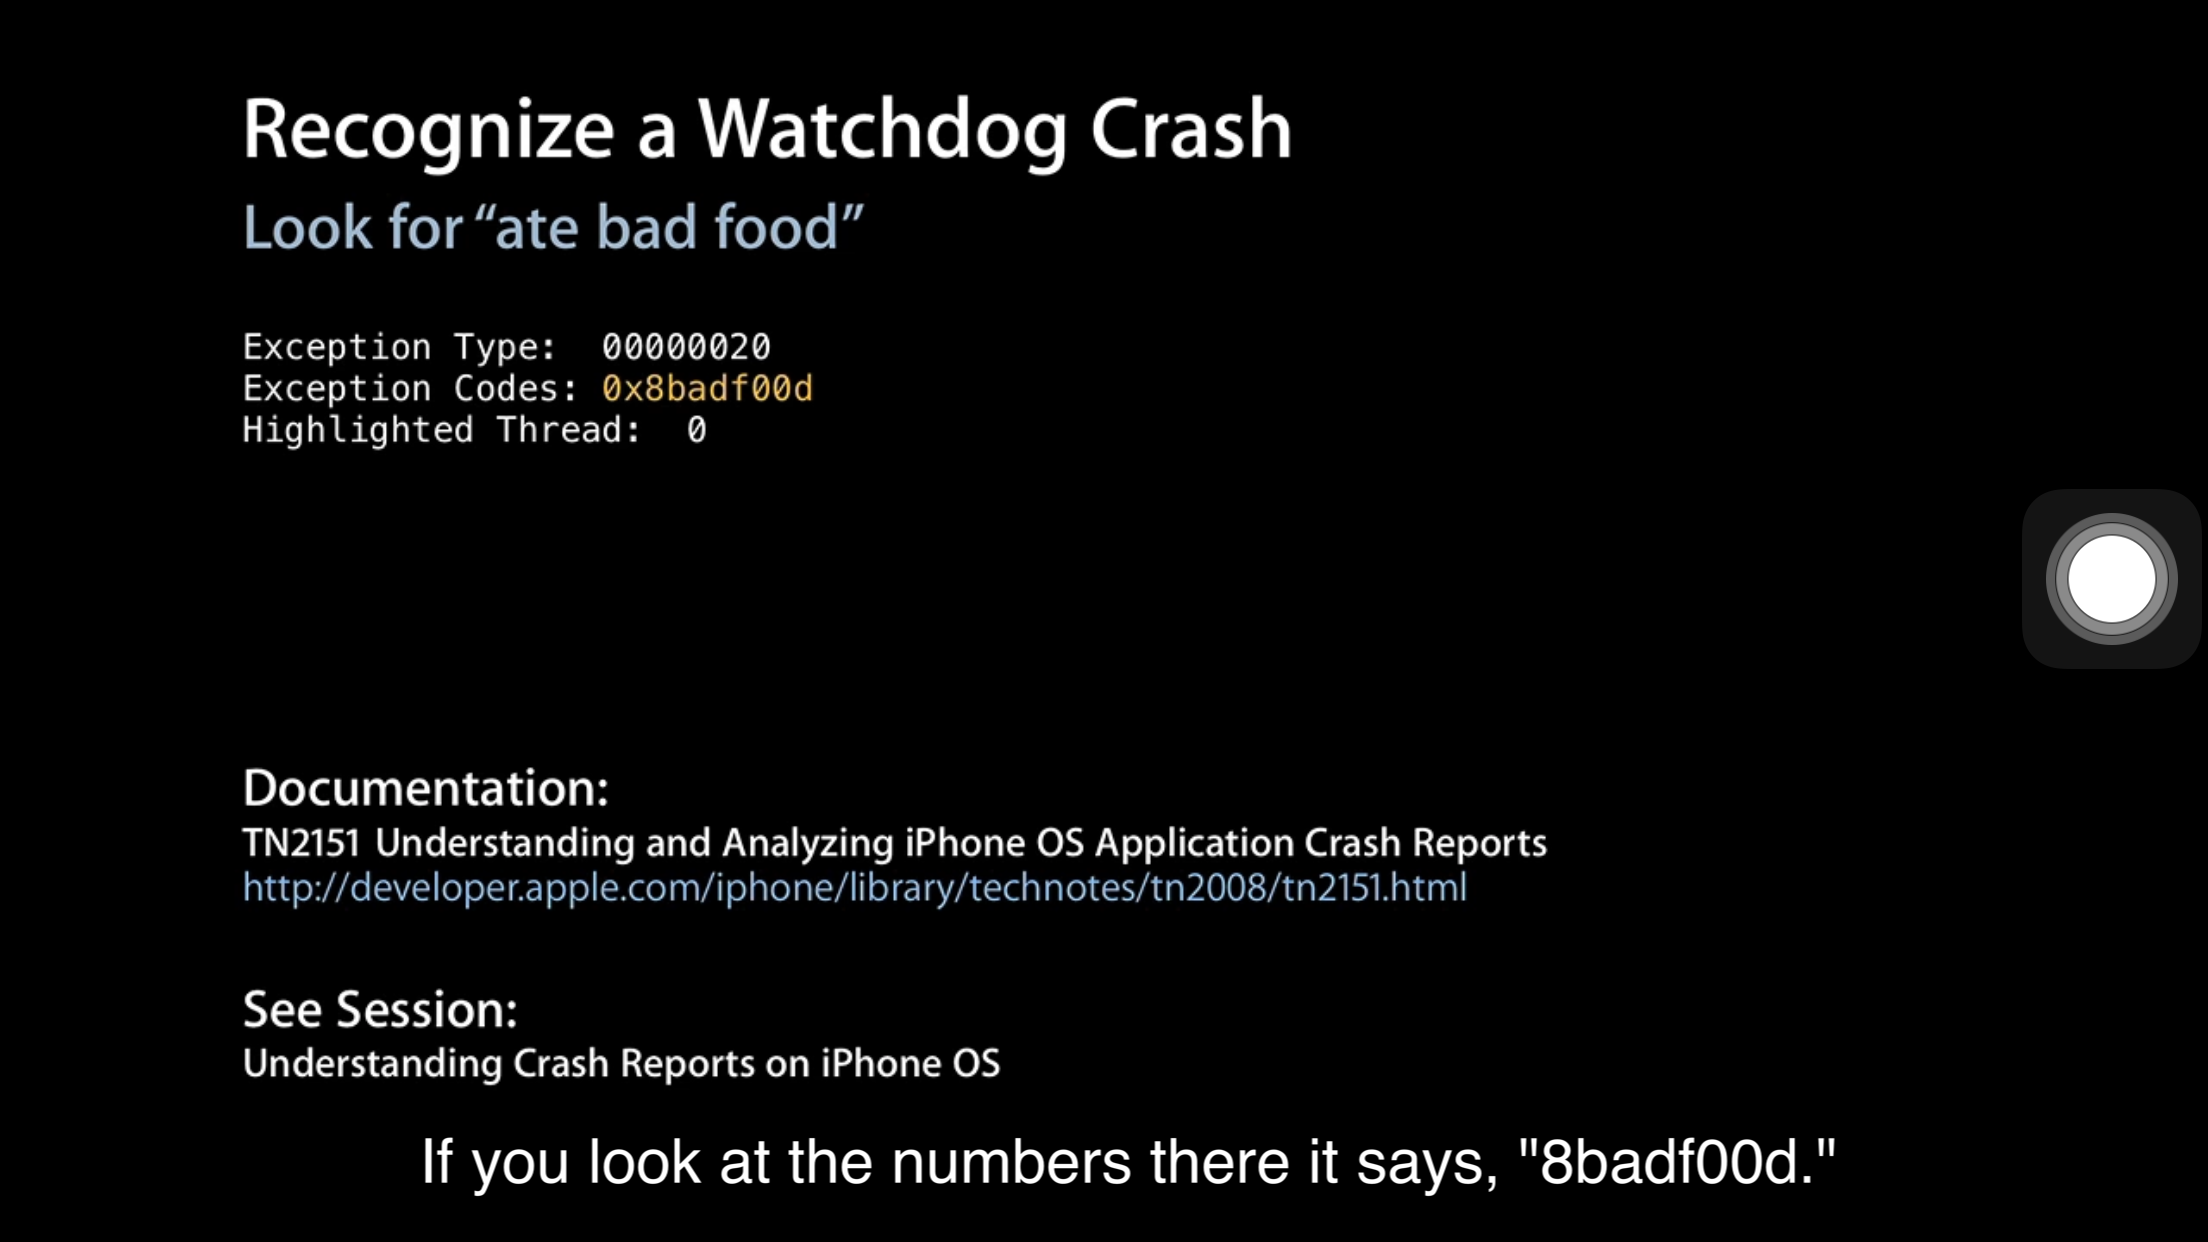 Recognize a Watchdog Crash
Look for “ate bad food”
Exception Type:  00000020
Exception Codes: 0x8badf00d
Highlighted Thread:  0
Documentation:
TN2151 Understanding and Analyzing iPhone OS Application Crash Reports
http://developer.apple.com/iphone/library/technotes/tn2008/tn2151.html
See Session:
Understanding Crash Reports on iPhone OS
If you look at the numbers there it says, "8badf00d."